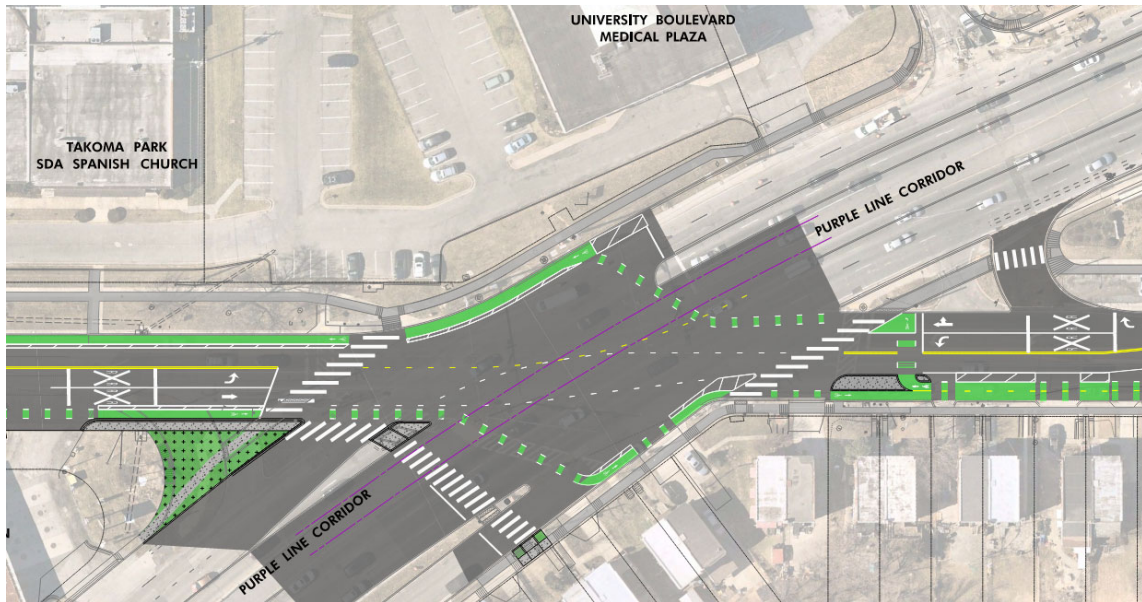 UNIVERSITY BOULEVARD
MEDICAL PLAZA
TAKOMA PARK
SDA SPANISH CHURCH
PURPLE LINE CORRIDOR
PURPLE LINE CORRIDOR
N